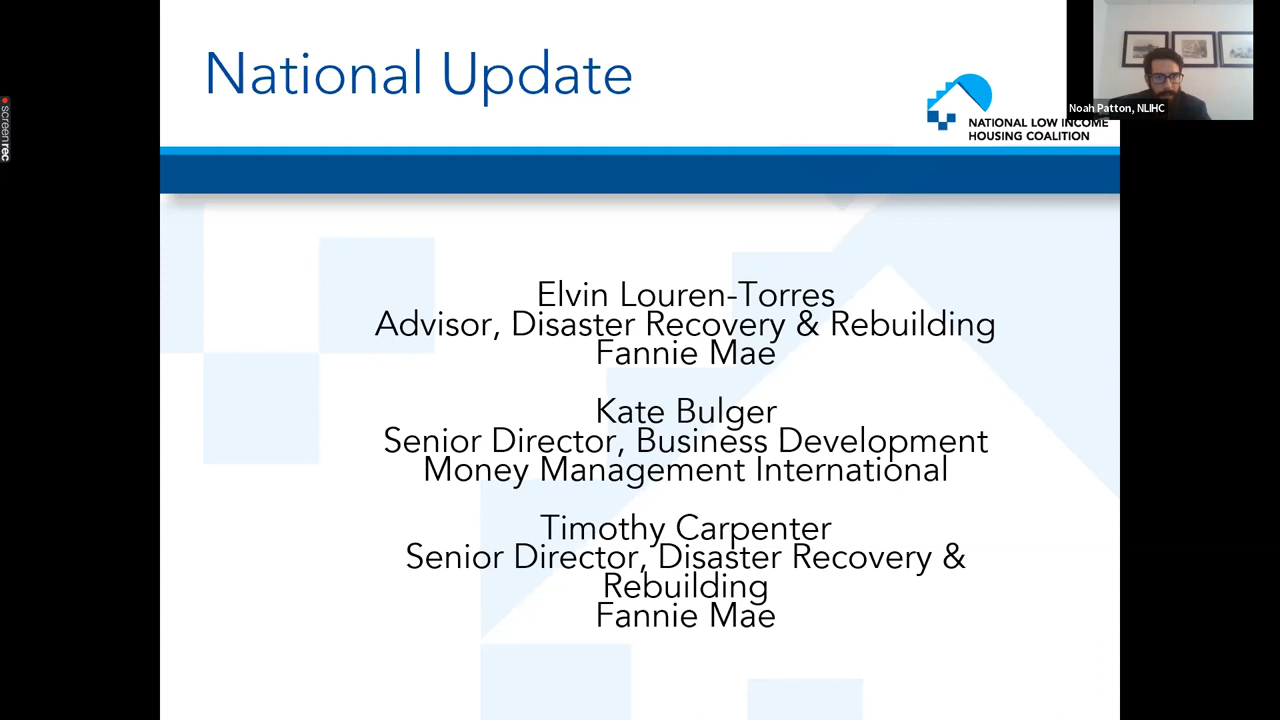 National Update
Noah Patton, NLIHC
NATIONAL LOW INCOME
HOUSING COALITION
screenrec
Elvin Louren-Torres
Advisor, Disaster Recovery & Rebuilding
Fannie Mae
Kate Bulger
Senior Director, Business Development
Money Management International
Timothy Carpenter
Senior Director, Disaster Recovery &
Rebuilding
Fannie Mae